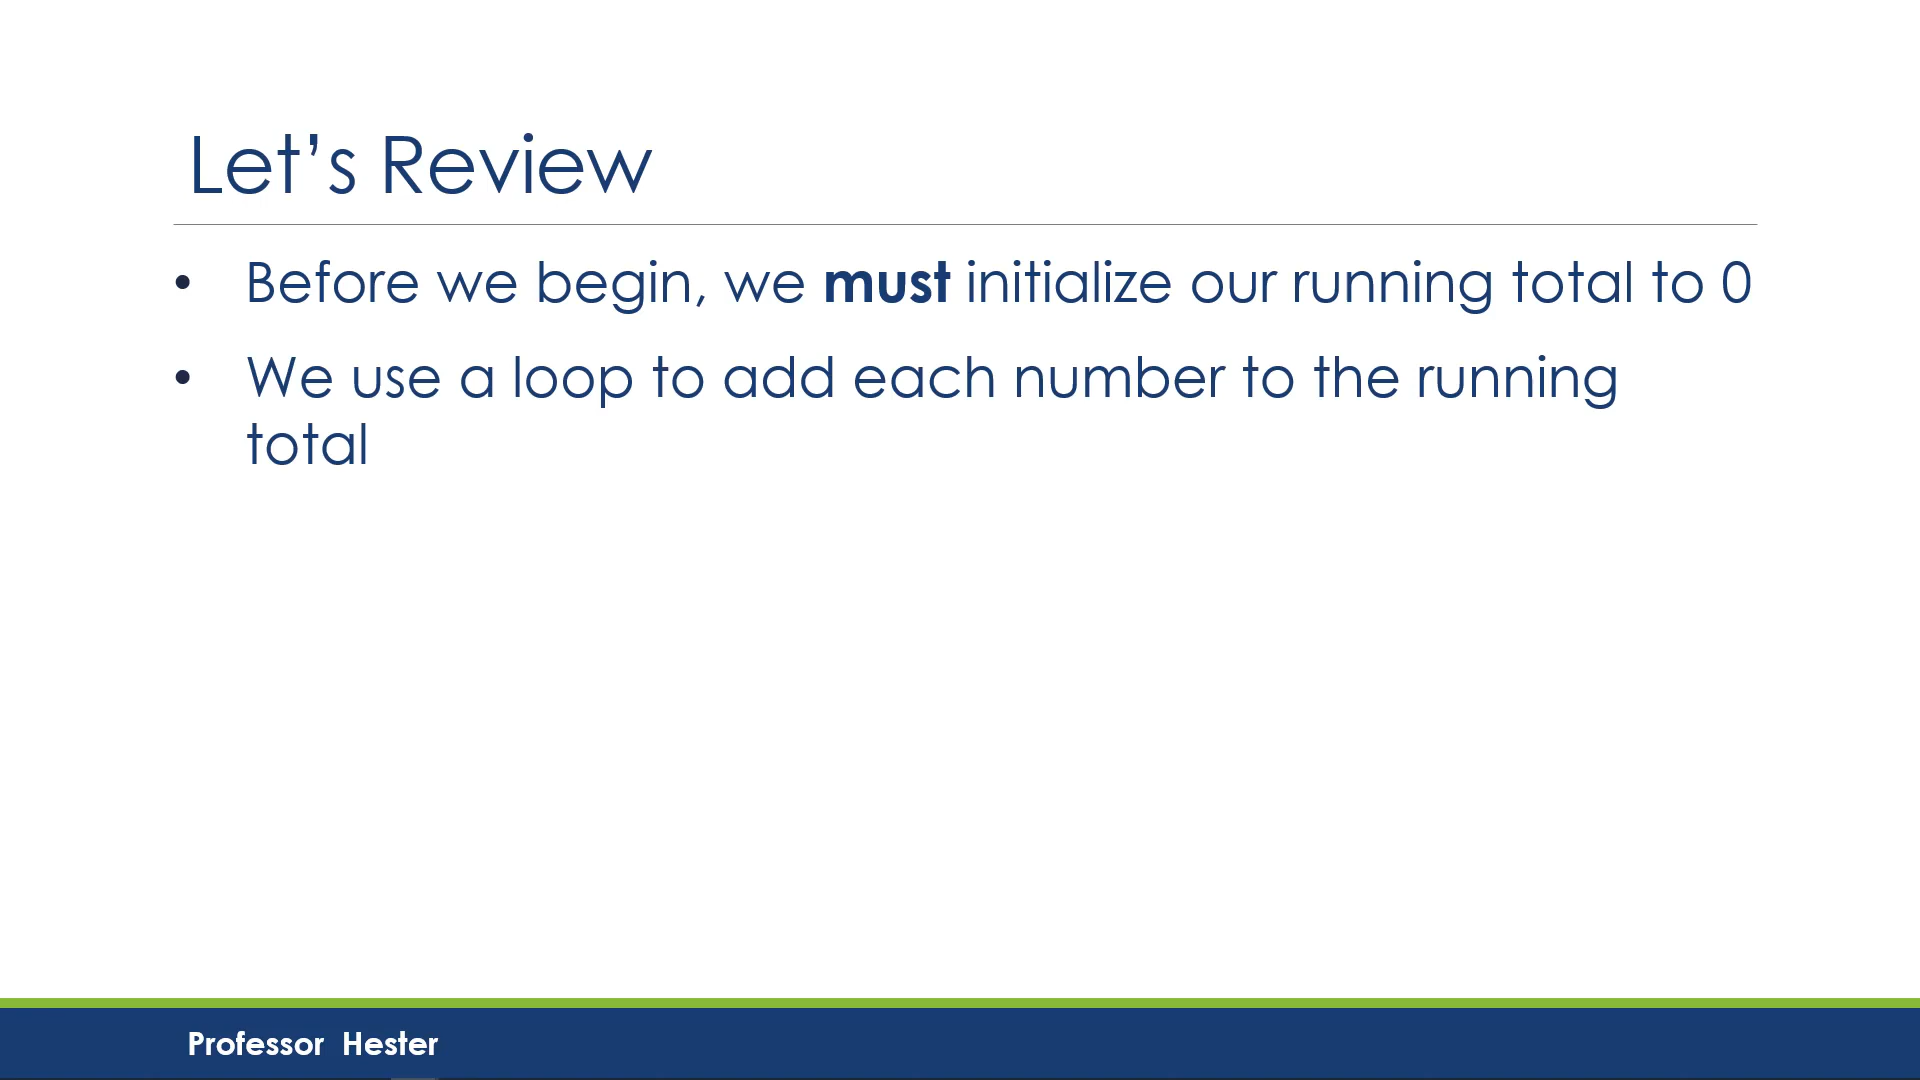 Let’s Review
• Before we begin, we must initialize our running total to 0
• We use a loop to add each number to the running
total
Professor Hester